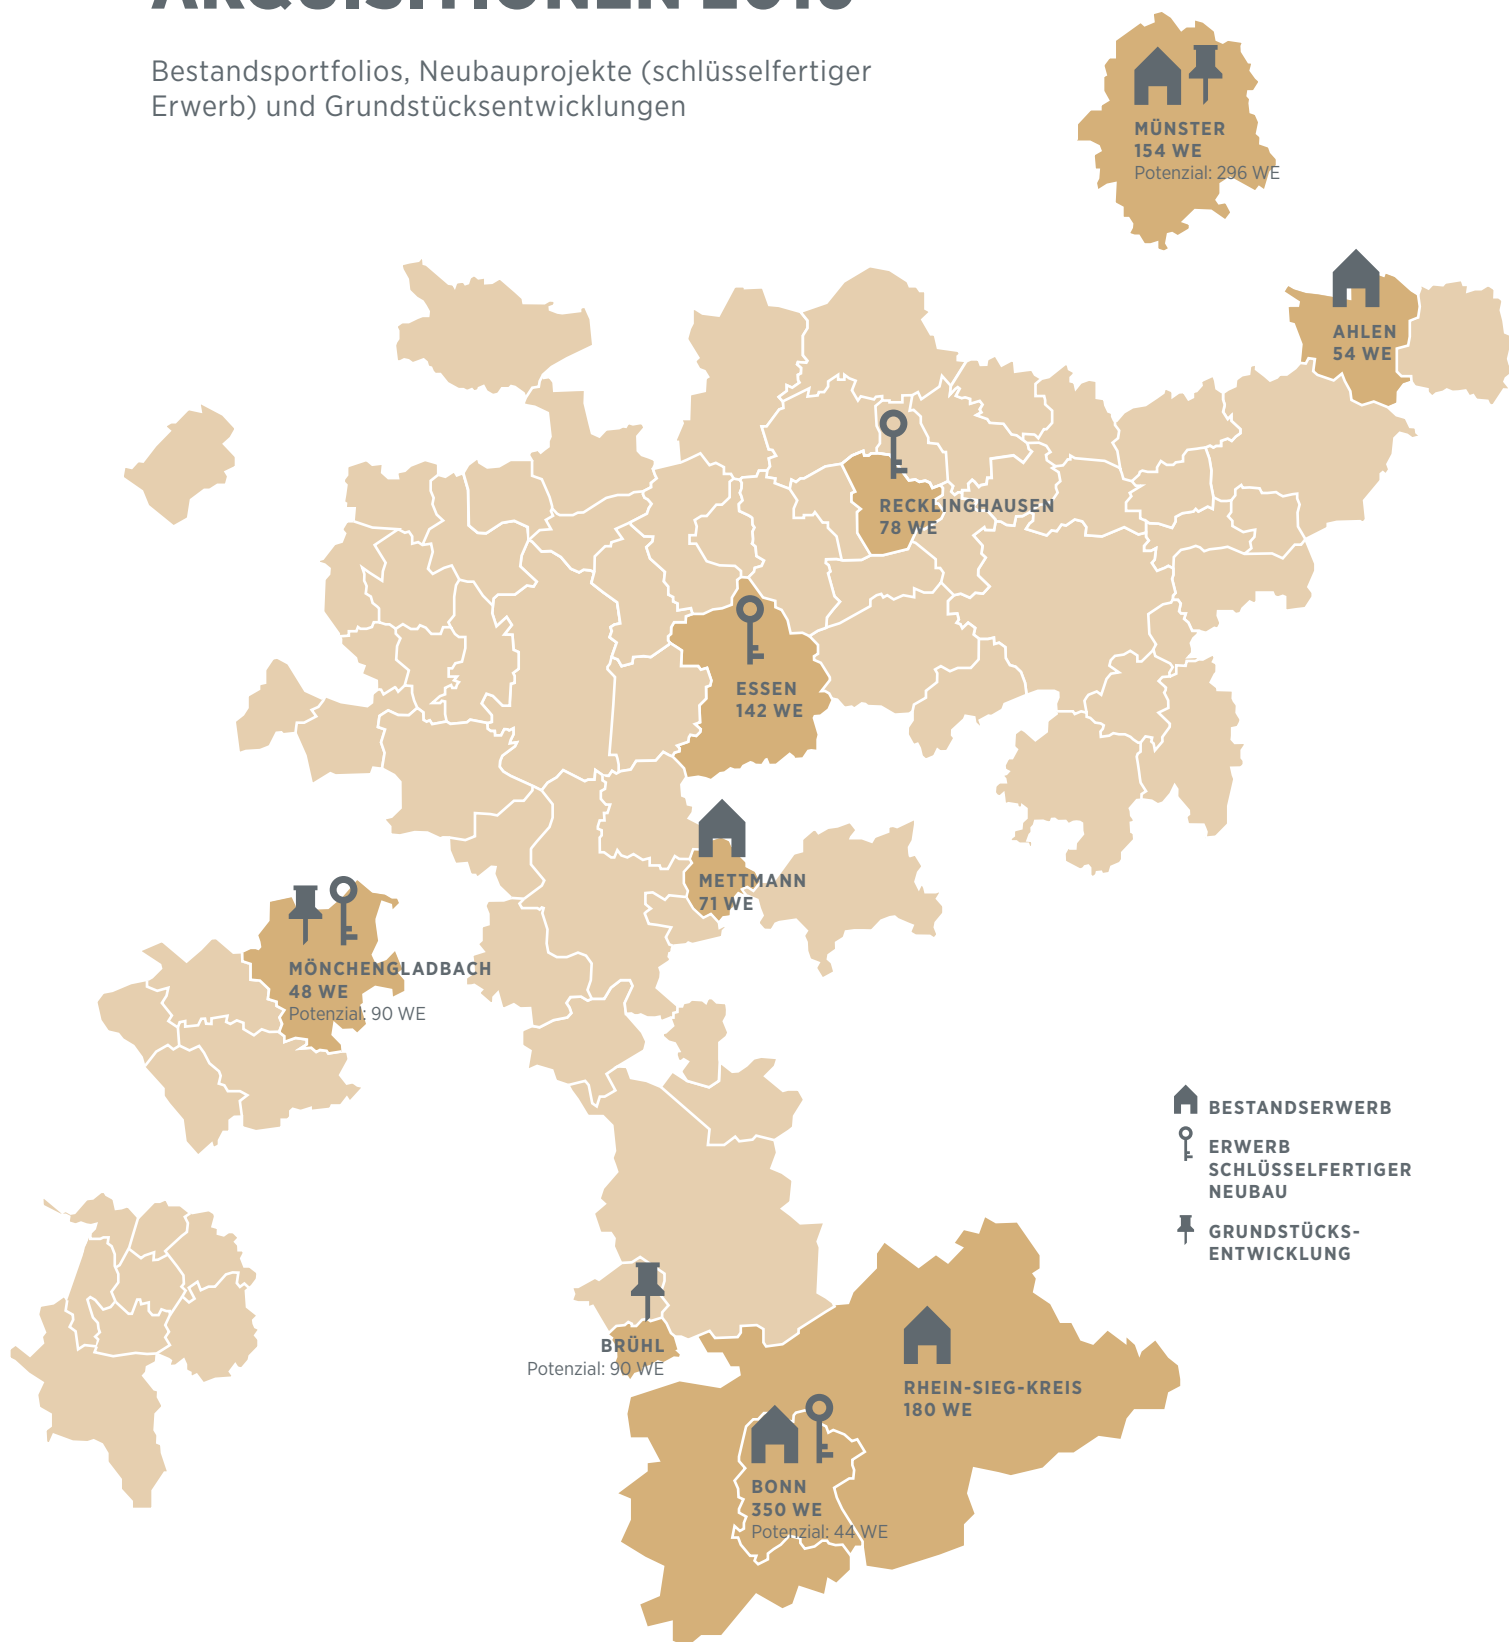 Bestandsportfolios, Neubauprojekte (schlüsselfertiger
Erwerb) und Grundstücksentwicklungen
MÜNSTER
154 WE
Potenzial: 296 WE
AHLEN
54 WE
RECKLINGHAUSEN
78 WE
ESSEN
142 WE
METTMANN
71 WE
MÖNCHENGLADBACH
48 WE
Potenzial: 90 WE
BESTANDSERWERB
ERWERB
SCHLÜSSELFERTIGER
NEUBAU
GRUNDSTÜCKS-
ENTWICKLUNG
BRÜHL
Potenzial: 90 WE
RHEIN-SIEG-KREIS
180 WE
BONN
350 WE
Potenzial: 44 WE